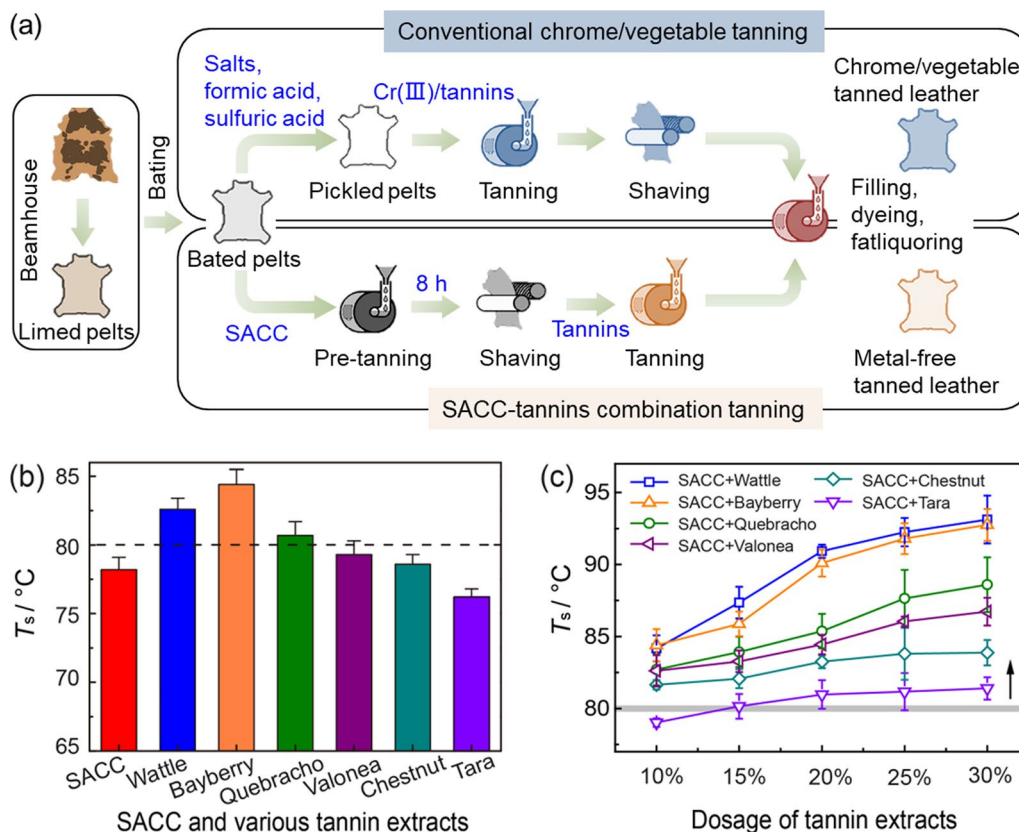 (a)
Conventional chrome/vegetable tanning
Salts,
formic acid,
sulfuric acid
Cr(III)/tannins
Chrome/vegetable
tanned leather
Beamhouse
Bating
Pickled pelts
Tanning
Shaving
Filling,
dyeing,
fatliquoring
Bated pelts
Limed pelts
SACC
8 h
Tannins
Pre-tanning
Shaving
Tanning
Metal-free
tanned leather
SACC-tannins combination tanning
(b)
Ts / °C
85
80
75
70
65
SACC
Wattle
Bayberry
Quebracho
Valonea
Chestnut
Tara
SACC and various tannin extracts
(c)
Ts / °C
95
90
85
80
SACC+Wattle
SACC+Bayberry
SACC+Quebracho
SACC+Valonea
SACC+Chestnut
SACC+Tara
10% 15% 20% 25% 30%
Dosage of tannin extracts